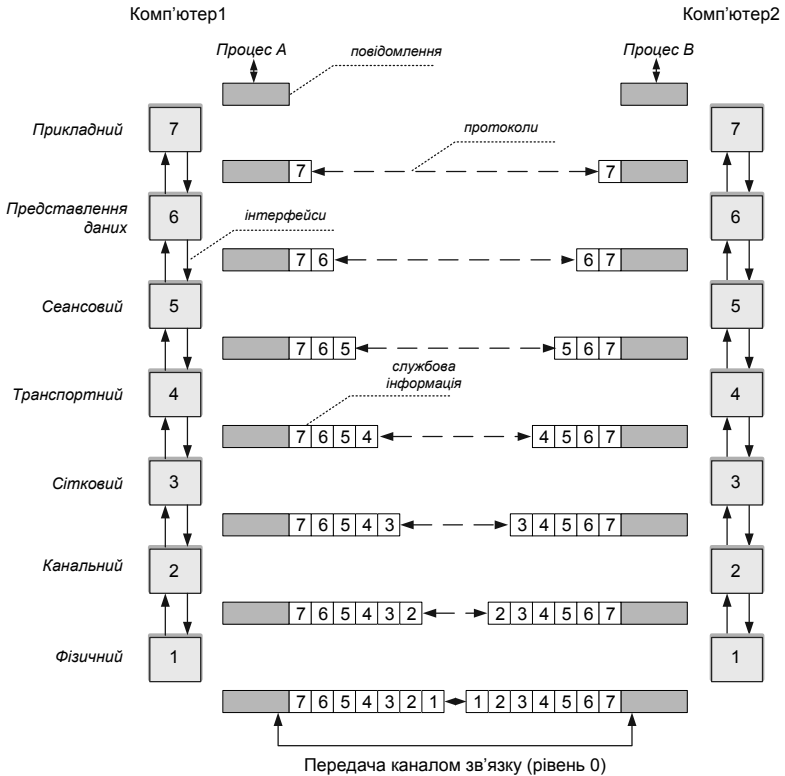 Комп'ютер1
Комп'ютер2
Процес А
повідомлення
Процес В
Прикладний
7
7
протоколи
7
7
Представлення
даних
6
6
інтерфейси
7 6
6 7
Сеансовий
5
5
7 6 5
5 6 7
службова
інформація
Транспортний
4
4
7 6 5 4
4 5 6 7
Сітковий
3
3
7 6 5 4 3
3 4 5 6 7
Канальний
2
2
7 6 5 4 3 2
2 3 4 5 6 7
Фізичний
1
1
7 6 5 4 3 2 1
1 2 3 4 5 6 7
Передача каналом зв'язку (рівень 0)